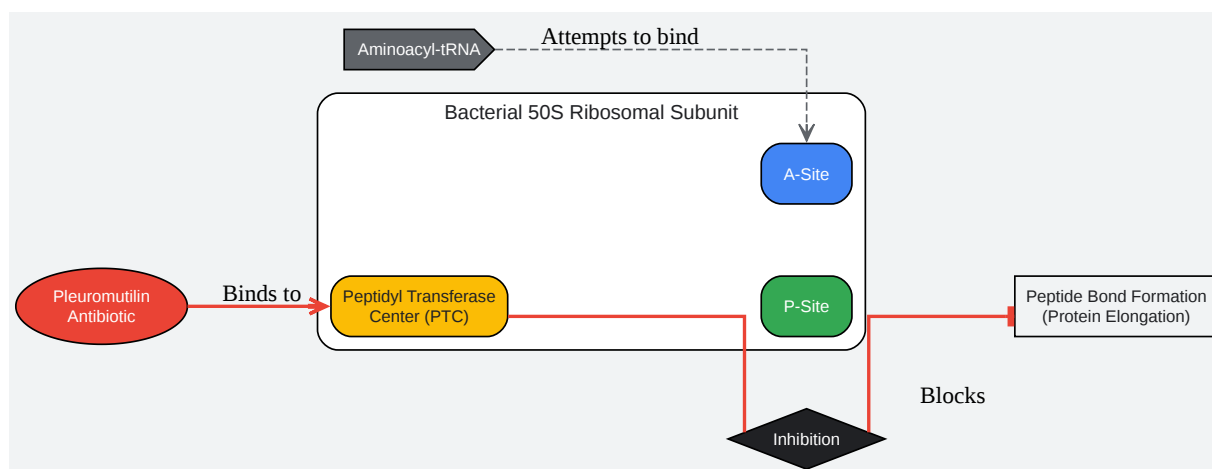 Aminoacyl-tRNA
Attempts to bind
Bacterial 50S Ribosomal Subunit
A-Site
Pleuromutilin
Antibiotic
Binds to
Peptidyl Transferase
Center (PTC)
P-Site
Peptide Bond Formation
(Protein Elongation)
Blocks
Inhibition